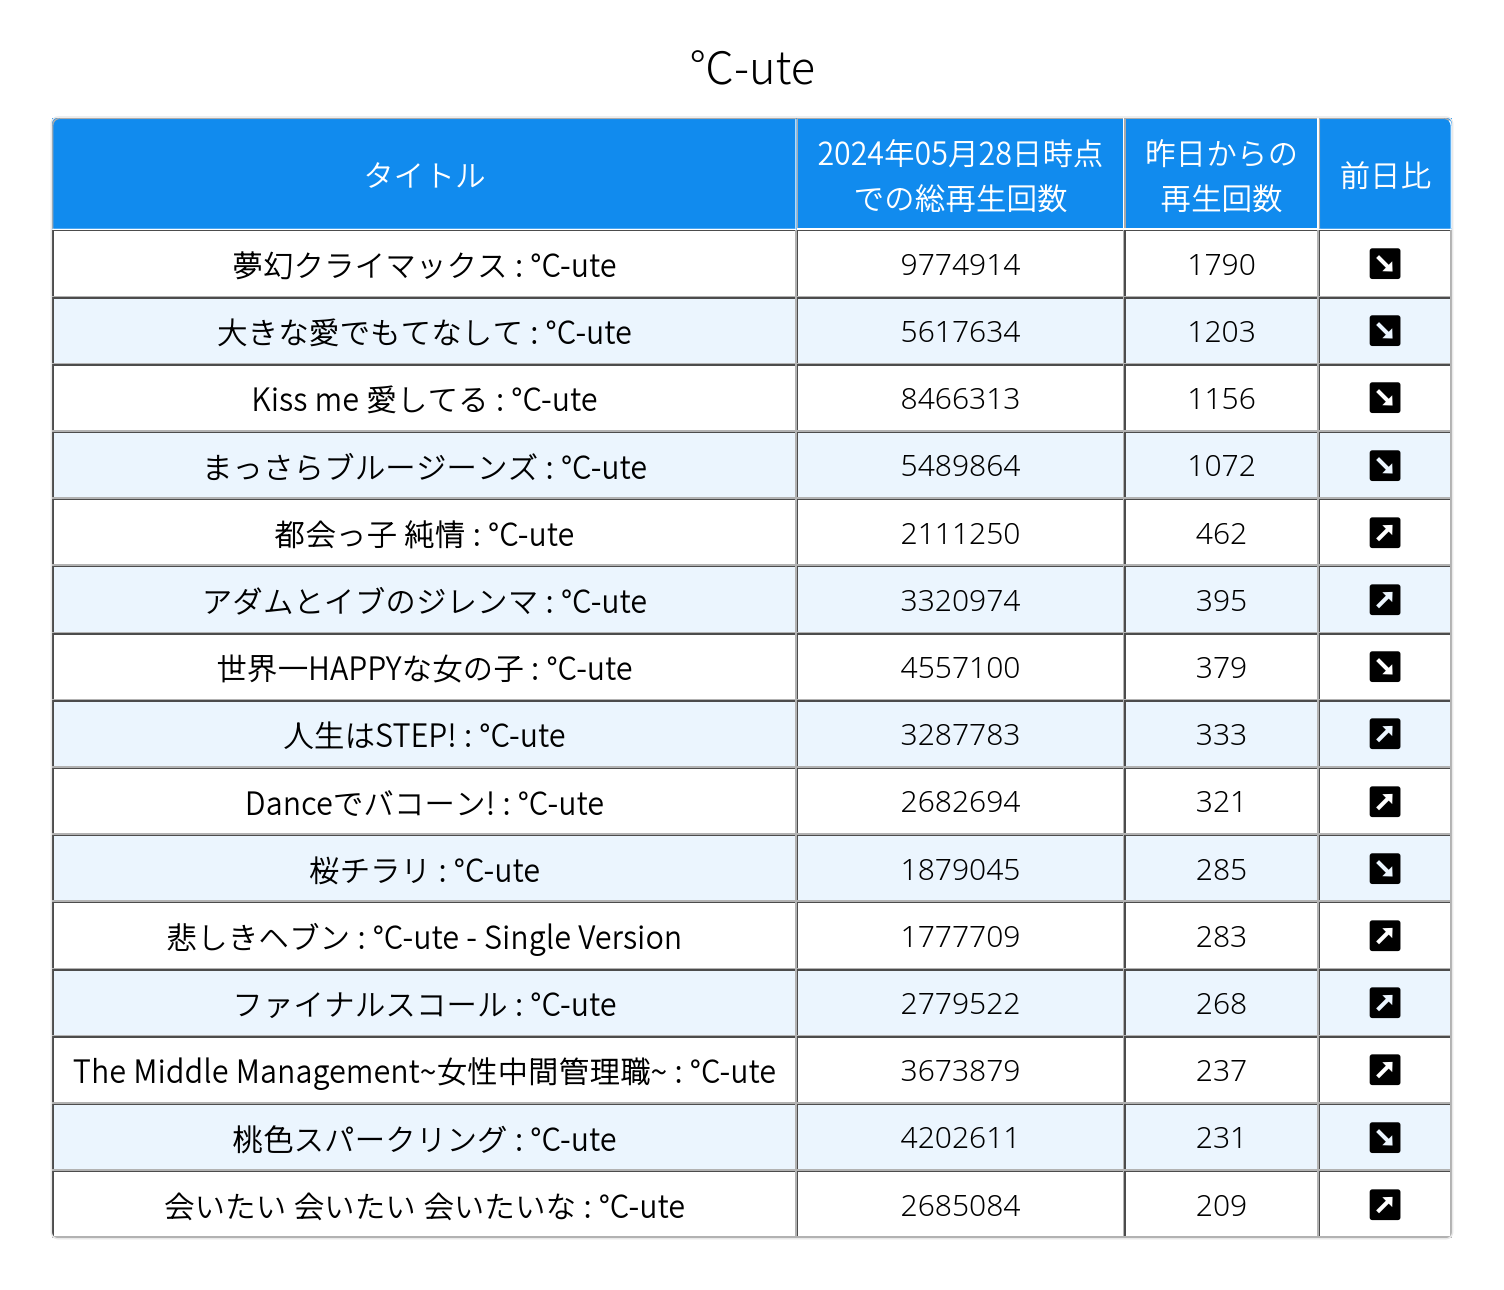 ℃-ute
タイトル 2024年05月28日時点での総再生回数 昨日からの再生回数 前日比
夢幻クライマックス : ℃-ute 9774914 1790
大きな愛でもてなして : ℃-ute 5617634 1203
Kiss me 愛してる : ℃-ute 8466313 1156
まっさらブルージーンズ : ℃-ute 5489864 1072
都会っ子 純情 : ℃-ute 2111250 462
アダムとイブのジレンマ : ℃-ute 3320974 395
世界一HAPPYな女の子 : ℃-ute 4557100 379
人生はSTEP! : ℃-ute 3287783 333
Danceでバコーン! : ℃-ute 2682694 321
桜チラリ : ℃-ute 1879045 285
悲しきヘブン : ℃-ute - Single Version 1777709 283
ファイナルスコール : ℃-ute 2779522 268
The Middle Management~女性中間管理職~ : ℃-ute 3673879 237
桃色スパークリング : ℃-ute 4202611 231
会いたい 会いたい 会いたいな : ℃-ute 2685084 209